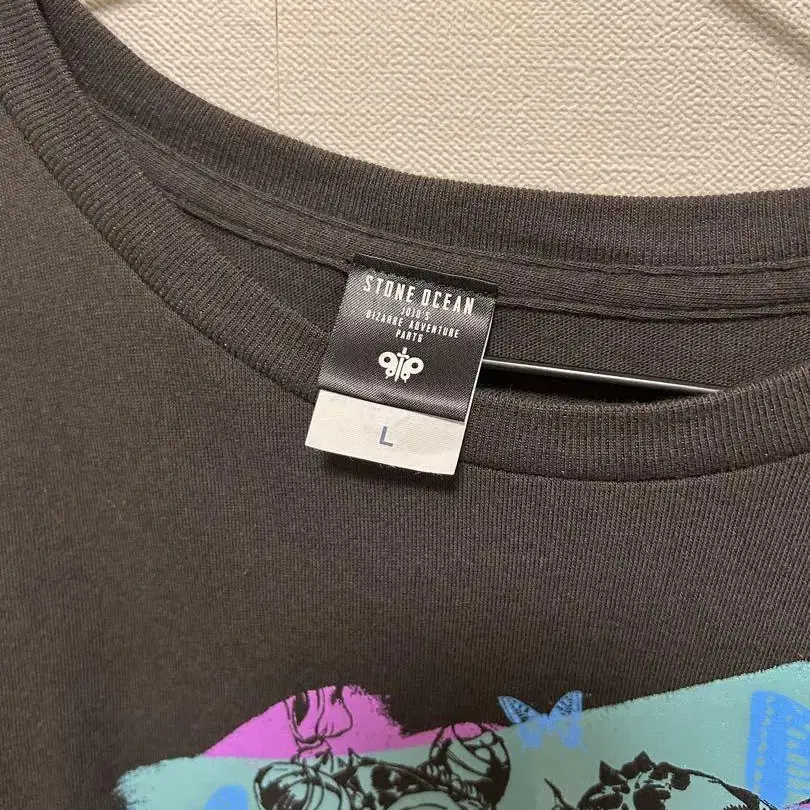 STONE OCEAN
JOJO'S
BIZARRE ADVENTURE
PART6
L